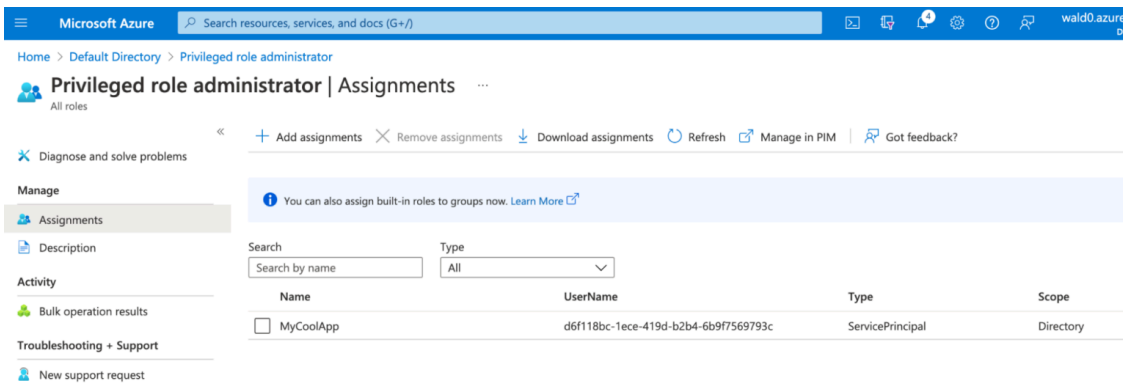 Microsoft Azure
Search resources, services, and docs (G+/)
4
wald0.azure
Home > Default Directory > Privileged role administrator
Privileged role administrator | Assignments ...
All roles
«
Add assignments Remove assignments Download assignments Refresh Manage in PIM Got feedback?
Diagnose and solve problems
Manage
Assignments
Description
Activity
Bulk operation results
Troubleshooting + Support
New support request
You can also assign built-in roles to groups now. Learn More
Search Type
Search by name All
Name UserName Type Scope
MyCoolApp d6f118bc-1ece-419d-b2b4-6b9f7569793c ServicePrincipal Directory